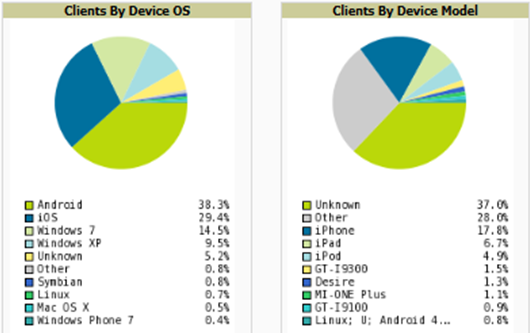 Clients By Device OS
Android 38.3%
iOS 29.4%
Windows 7 14.5%
Windows XP 9.5%
Unknown 5.2%
Other 0.8%
Symbian 0.8%
Linux 0.7%
Mac OS X 0.5%
Windows Phone 7 0.4%
Clients By Device Model
Unknown 37.0%
Other 28.0%
iPhone 17.8%
iPad 6.7%
iPod 4.9%
GT-I9300 1.5%
Desire 1.3%
MI-ONE Plus 1.1%
GT-I9100 0.9%
Linux; U; Android 4... 0.8%